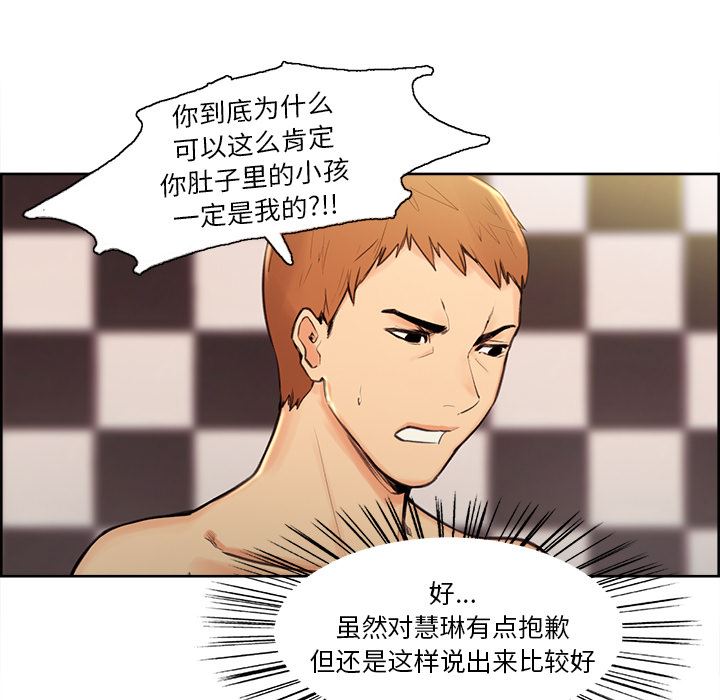 你到底为什么
可以这么肯定
你肚子里的小孩
一定是我的?!!
好...
虽然对慧琳有点抱歉
但还是这样说出来比较好